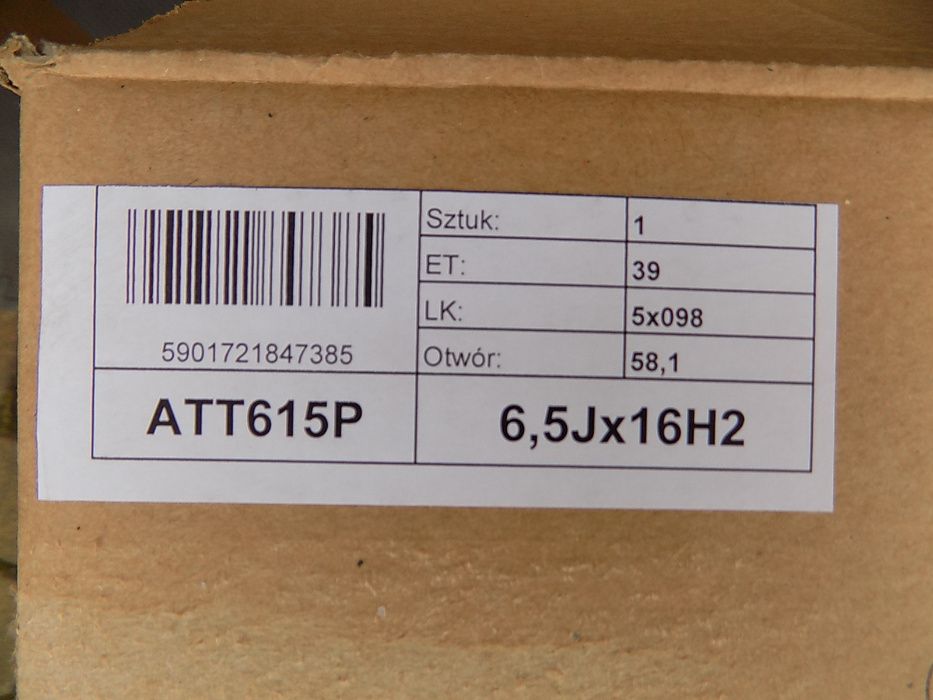 Sztuk: 1
ET: 39
LK: 5x098
Otwór: 58,1
5901721847385
ATT615P
6,5Jx16H2